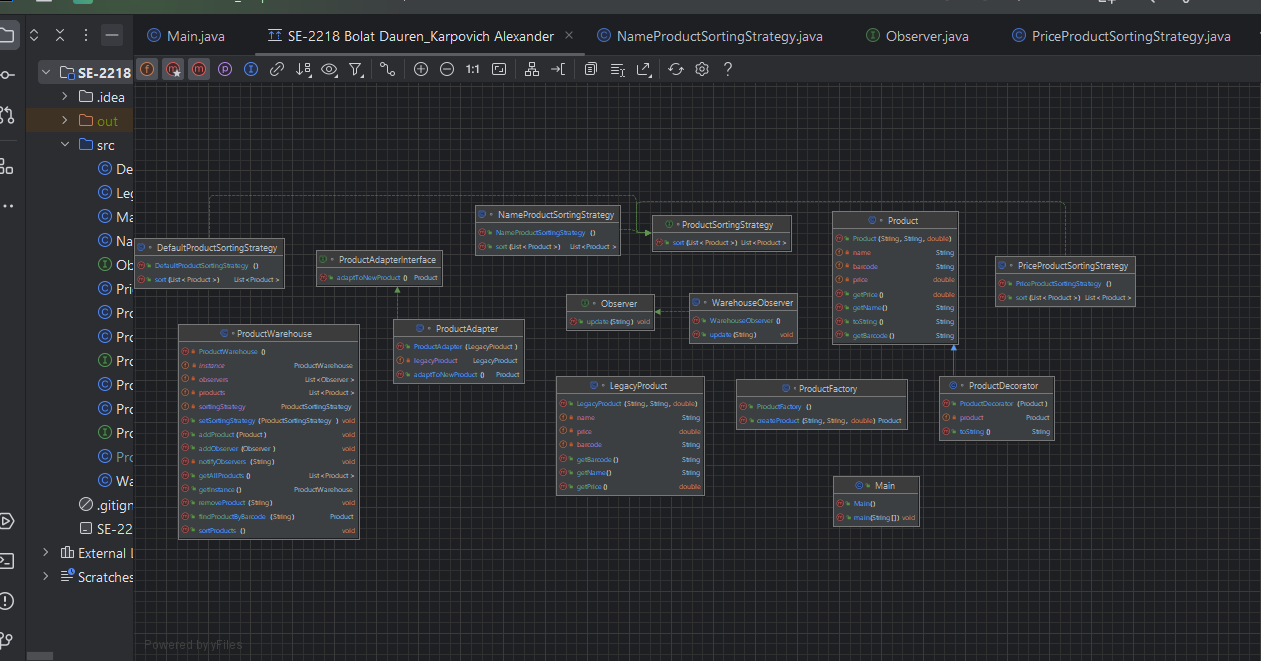 Main.java
SE-2218 Bolat Dauren_Karpovich Alexander
NameProductSortingStrategy.java
Observer.java
PriceProductSortingStrategy.java
SE-2218
1:1
.idea
out
src
De
Leg
Ma
Na
Ob
Pri
Pro
Pro
Pro
Pro
Pro
Pro
Pro
Wa
.gitign
SE-22
External L
Scratches
DefaultProductSortingStrategy
DefaultProductSortingStrategy ()
sort (List<Product>) List<Product>
ProductAdapterInterface
adaptToNewProduct () Product
NameProductSortingStrategy
NameProductSortingStrategy ()
sort (List<Product>) List<Product>
ProductSortingStrategy
sort (List<Product>) List<Product>
Product
Product (String, String, double)
name String
barcode String
price double
getPrice () double
getName() String
toString () String
getBarcode () String
PriceProductSortingStrategy
PriceProductSortingStrategy ()
sort (List<Product>) List<Product>
Observer
update (String) void
WarehouseObserver
WarehouseObserver ()
update (String) void
ProductWarehouse
ProductWarehouse ()
instance ProductWarehouse
observers List<Observer>
products List<Product>
sortingStrategy ProductSortingStrategy
setSortingStrategy (ProductSortingStrategy) void
addProduct (Product) void
addObserver (Observer) void
notifyObservers (String) void
getAllProducts () List<Product>
getInstance () ProductWarehouse
removeProduct (String) void
findProductByBarcode (String) Product
sortProducts () void
ProductAdapter
ProductAdapter (LegacyProduct)
legacyProduct LegacyProduct
adaptToNewProduct () Product
LegacyProduct
LegacyProduct (String, String, double)
name String
price double
barcode String
getBarcode () String
getName() String
getPrice () double
ProductFactory
ProductFactory ()
createProduct (String, String, double) Product
ProductDecorator
ProductDecorator (Product)
product Product
toString () String
Main
Main()
main(String[]) void
Powered by yFiles